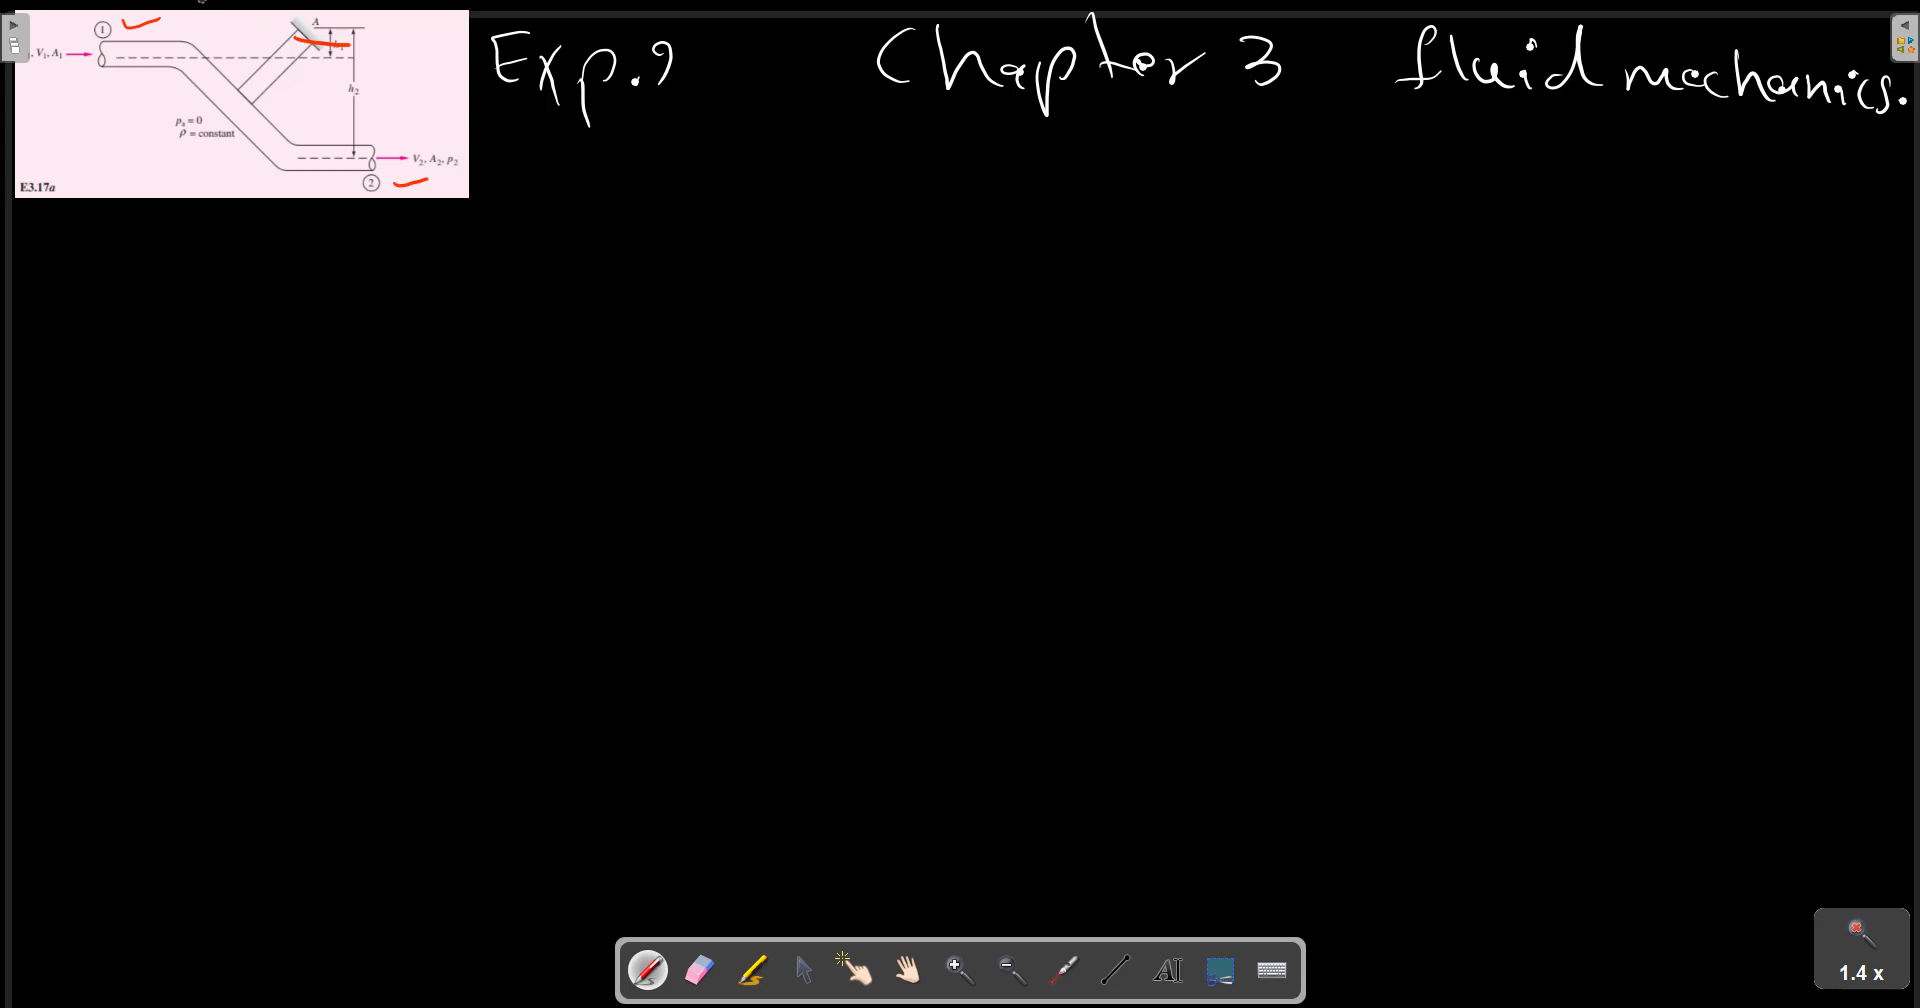 Exp.9 Chapter 3 fluid mechanics.
1
A
V₁, A₁
h₂
pₐ = 0
ρ = constant
V₂, A₂, p₂
E3.17a
2
AI
1.4 x